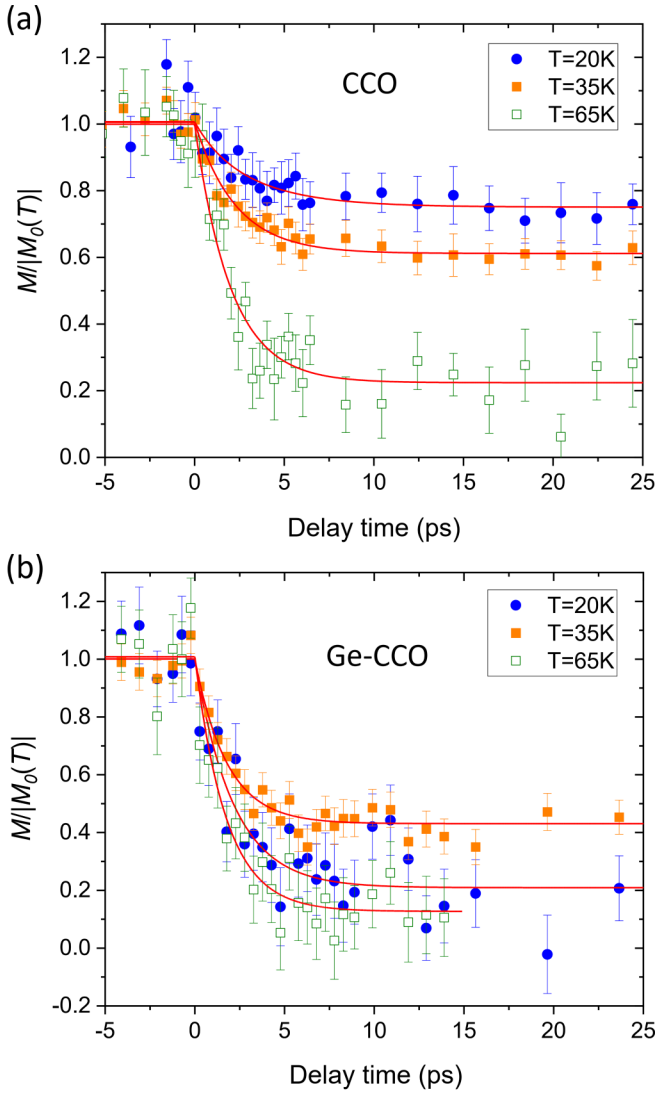 (a)
1.2
1.0
0.8
0.6
0.4
0.2
0.0
M/||M0(T)|
CCO
T=20K
T=35K
T=65K
-5 0 5 10 15 20 25
Delay time (ps)
(b)
1.2
1.0
0.8
0.6
0.4
0.2
0.0
-0.2
M/||M0(T)|
Ge-CCO
T=20K
T=35K
T=65K
-5 0 5 10 15 20 25
Delay time (ps)